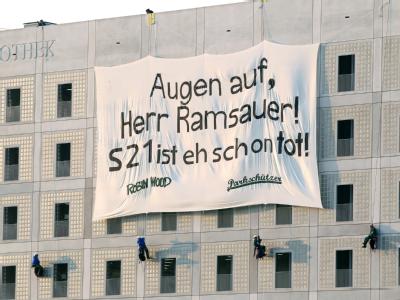 OTHEK
Augen auf,
Herr Ramsauer!
S21 ist eh schon tot!
ROBIN WOOD
Parkschützer